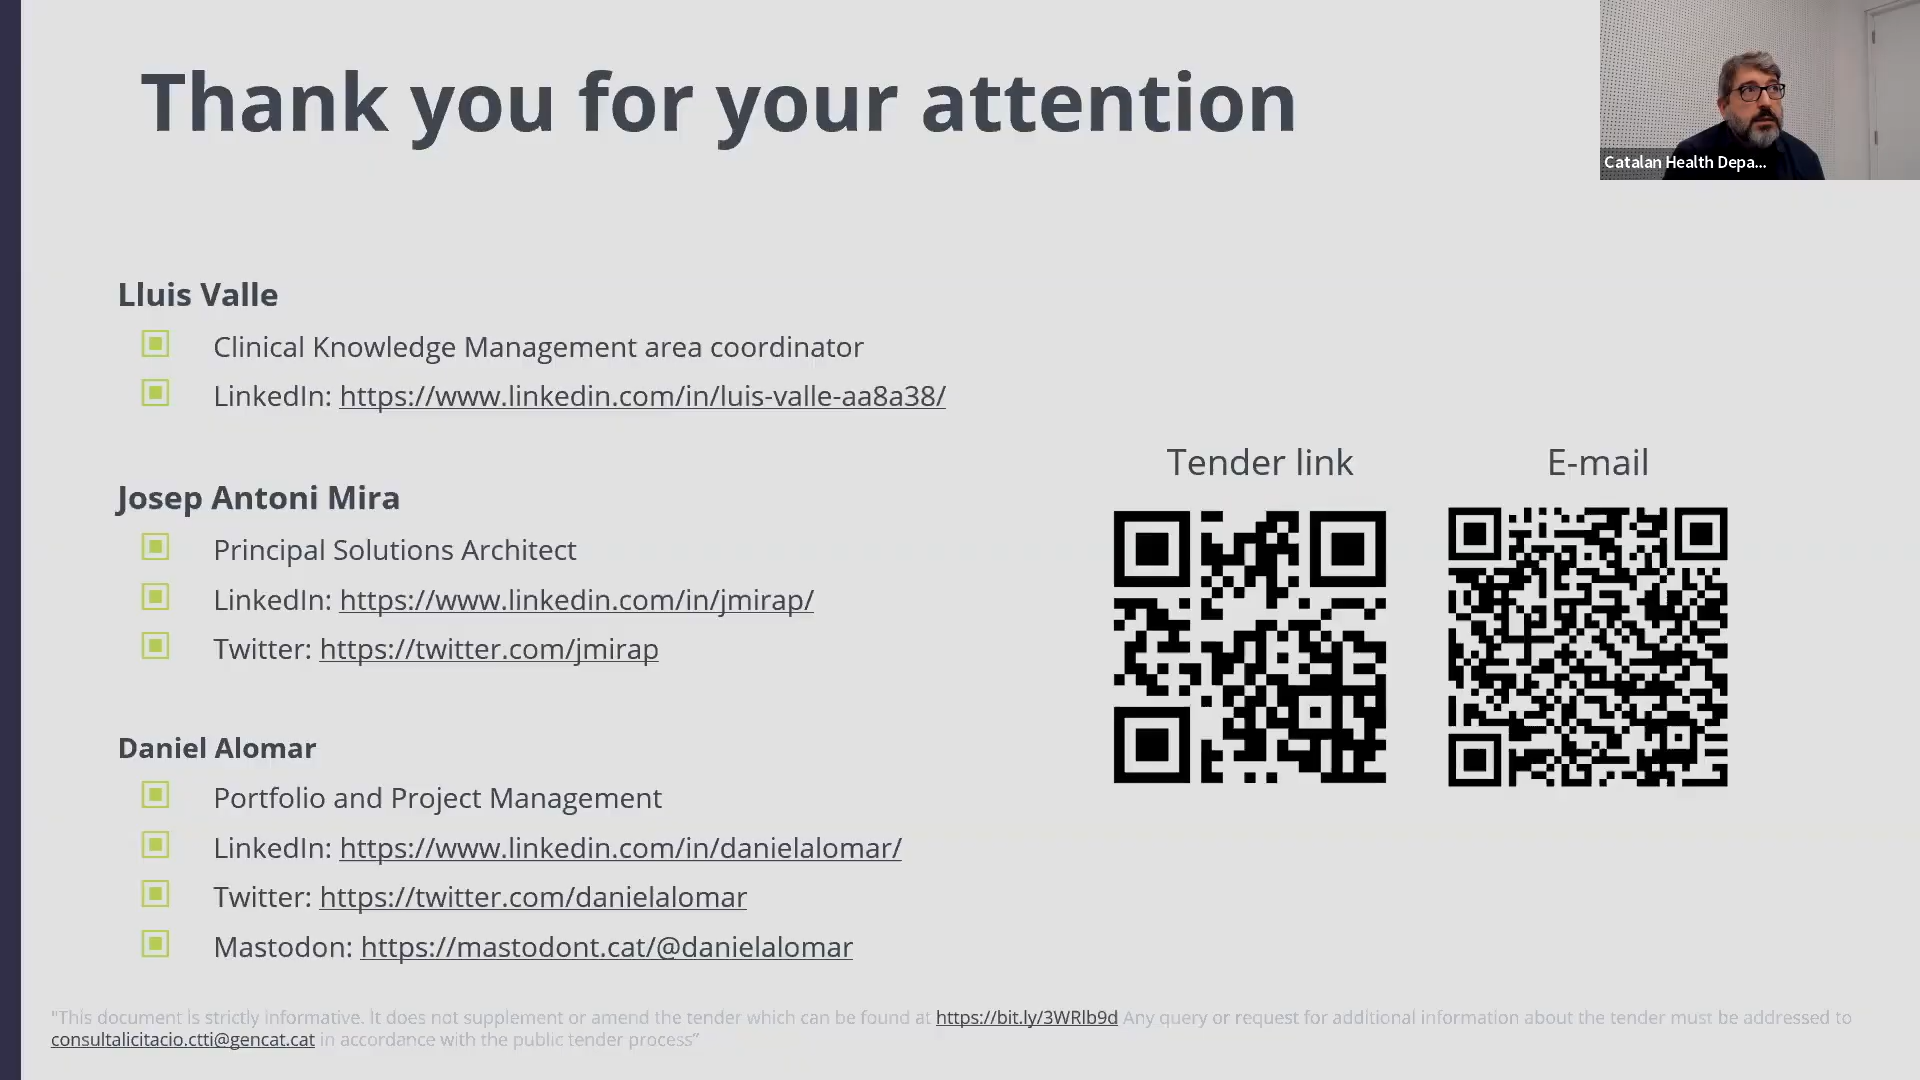 Thank you for your attention
Catalan Health Depa...
Lluis Valle
Clinical Knowledge Management area coordinator
LinkedIn: https://www.linkedin.com/in/luis-valle-aa8a38/
Josep Antoni Mira
Principal Solutions Architect
LinkedIn: https://www.linkedin.com/in/jmirap/
Twitter: https://twitter.com/jmirap
Daniel Alomar
Portfolio and Project Management
LinkedIn: https://www.linkedin.com/in/danielalomar/
Twitter: https://twitter.com/danielalomar
Mastodon: https://mastodont.cat/@danielalomar
Tender link
E-mail
"This document is strictly informative. It does not supplement or amend the tender which can be found at https://bit.ly/3WRlb9d Any query or request for additional information about the tender must be addressed to
consultalicitacio.ctti@gencat.cat in accordance with the public tender process”